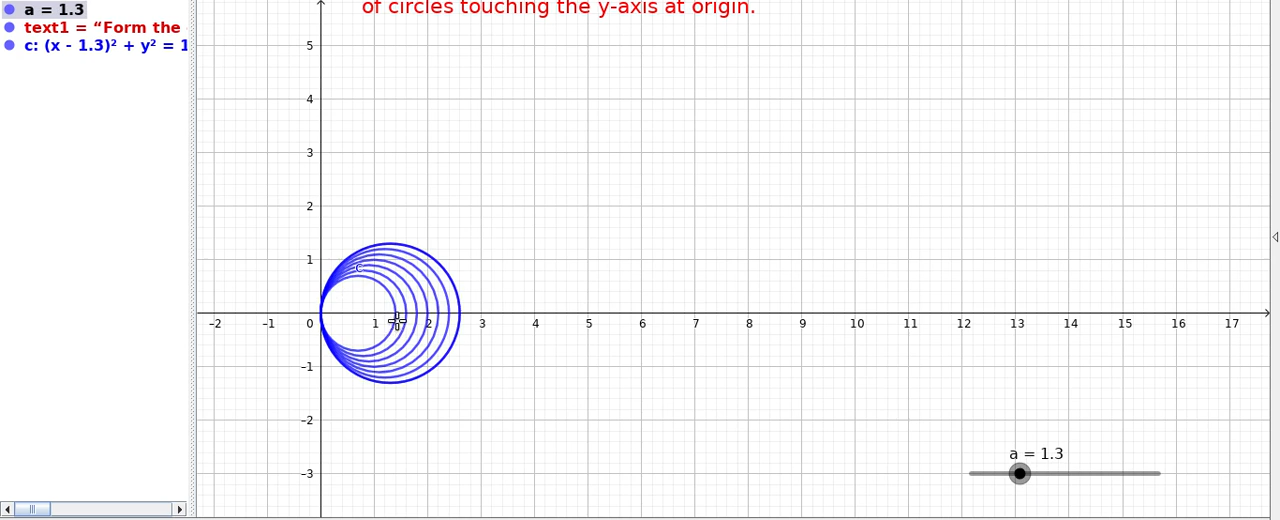 a = 1.3
text1 = “Form the
c: (x - 1.3)² + y² = 1
of circles touching the y-axis at origin.
5
4
3
2
1
c
-2 -1 0 1 2 3 4 5 6 7 8 9 10 11 12 13 14 15 16 17
-1
-2
a = 1.3
-3